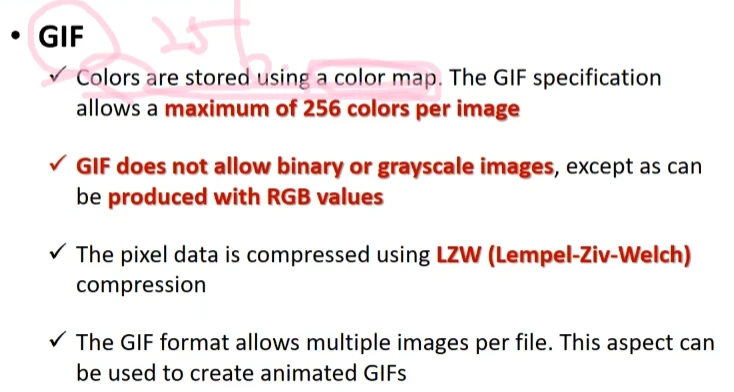 • GIF 256
✓ Colors are stored using a color map. The GIF specification
allows a maximum of 256 colors per image
✓ GIF does not allow binary or grayscale images, except as can
be produced with RGB values
✓ The pixel data is compressed using LZW (Lempel-Ziv-Welch)
compression
✓ The GIF format allows multiple images per file. This aspect can
be used to create animated GIFs